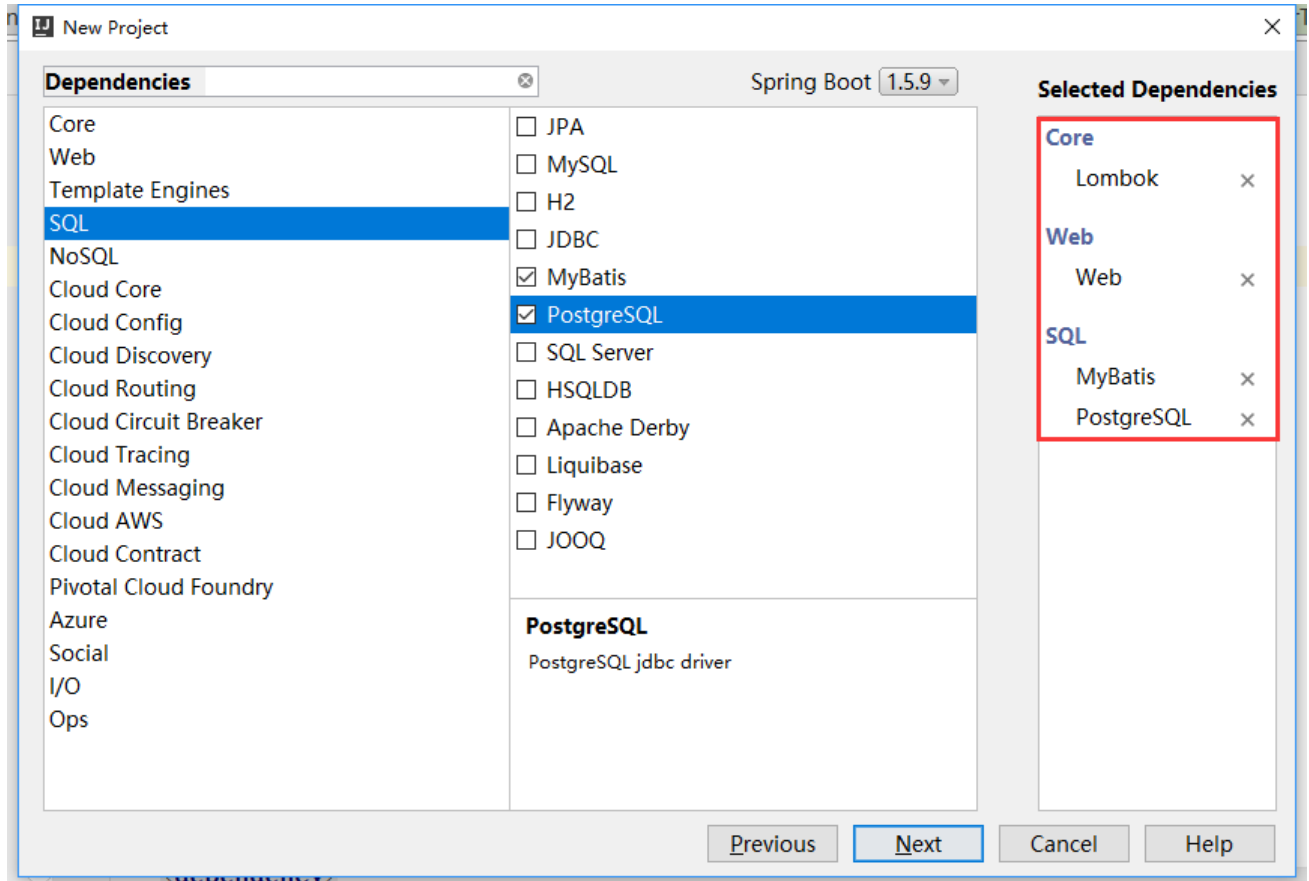 New Project
Dependencies
Spring Boot 1.5.9
Selected Dependencies
Core
Web
Template Engines
SQL
NoSQL
Cloud Core
Cloud Config
Cloud Discovery
Cloud Routing
Cloud Circuit Breaker
Cloud Tracing
Cloud Messaging
Cloud AWS
Cloud Contract
Pivotal Cloud Foundry
Azure
Social
I/O
Ops
JPA
MySQL
H2
JDBC
MyBatis
PostgreSQL
SQL Server
HSQLDB
Apache Derby
Liquibase
Flyway
JOOQ
PostgreSQL
PostgreSQL jdbc driver
Core
Lombok
Web
Web
SQL
MyBatis
PostgreSQL
Previous
Next
Cancel
Help